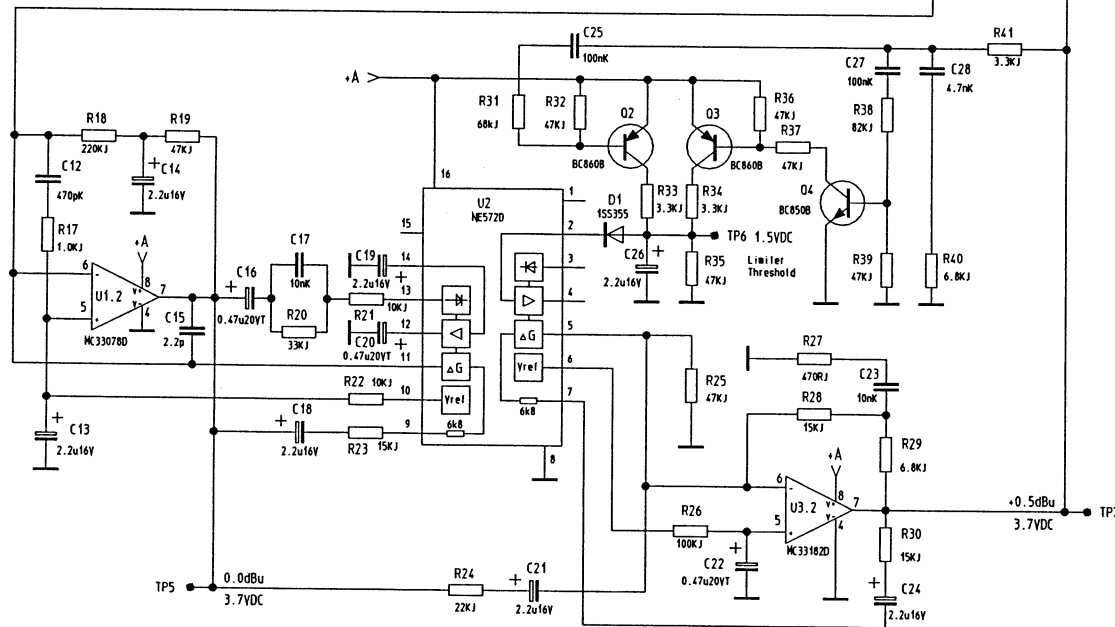 C25
100nK
R41
3.3KJ
C27
100nK
C28
4.7nK
+A
R31
68kJ
R32
47KJ
Q2
BC860B
Q3
BC860B
R36
47KJ
R37
47KJ
R38
82KJ
R18
220KJ
R19
47KJ
C12
470pK
+
C14
2.2u16V
16
U2
NE572D
1
R33
3.3KJ
R34
3.3KJ
Q4
BC850B
R17
1.0KJ
15
D1
1SS355
2
TP6 1.5VDC
Limiter
Threshold
C26
2.2u16V
+
R35
47KJ
R39
47KJ
R40
6.8KJ
+A
C17
10nK
C19
2.2u16V
+
14
3
6
-
U1.2
8
V+
V-
4
7
5
+
MC33078D
+
C16
0.47u20VT
13
R21
10KJ
4
C15
2.2p
R20
33KJ
C20
0.47u20VT
+
12
ΔG
5
11
ΔG
Vref
6
R27
470RJ
C23
10nK
R25
47KJ
R22
10KJ
10
Vref
7
6k8
R28
15KJ
+
C13
2.2u16V
+
C18
2.2u16V
R23
15KJ
9
6k8
8
R29
6.8KJ
+A
6
-
U3.2
8
V+
V-
4
7
5
+
MC33182D
+0.5dBu
3.7VDC
R26
100KJ
R30
15KJ
+
C22
0.47u20VT
TP5
0.0dBu
3.7VDC
R24
22KJ
+
C21
2.2u16V
+
C24
2.2u16V